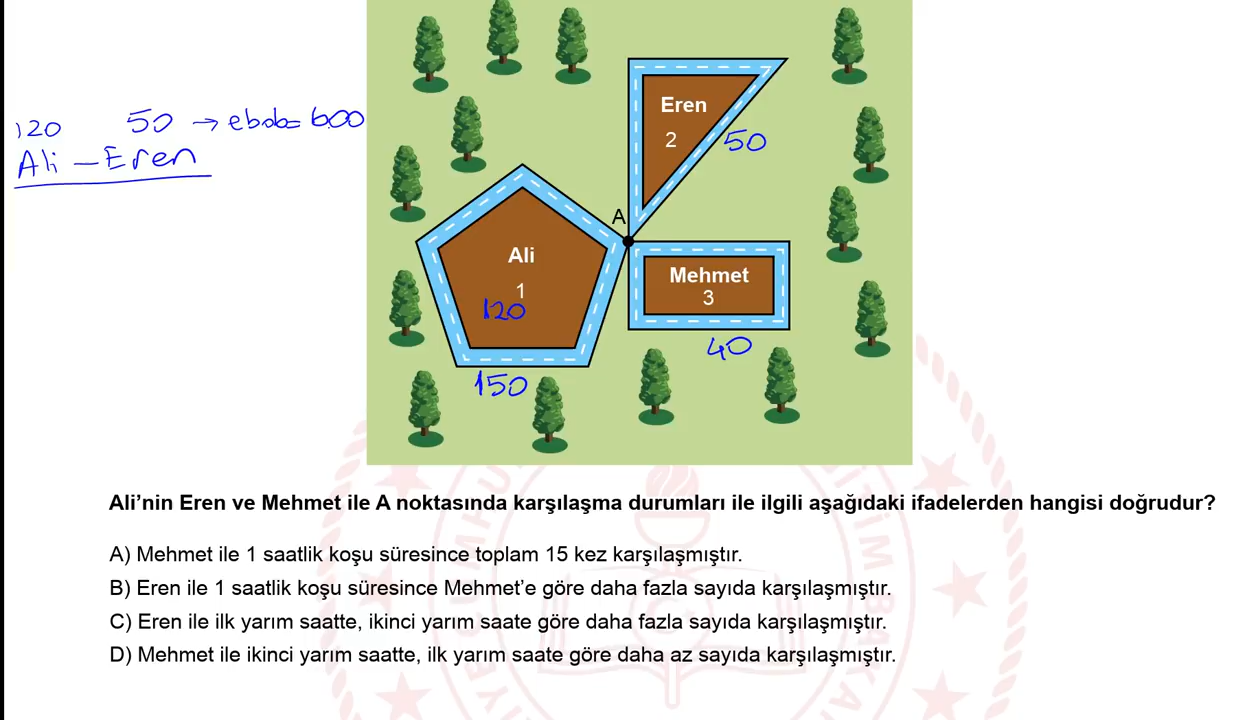 120 50 → ebob= 600
Ali – Eren
Eren
2
50
A
Ali
1
120
Mehmet
3
40
150
Ali’nin Eren ve Mehmet ile A noktasında karşılaşma durumları ile ilgili aşağıdaki ifadelerden hangisi doğrudur?
A) Mehmet ile 1 saatlik koşu süresince toplam 15 kez karşılaşmıştır.
B) Eren ile 1 saatlik koşu süresince Mehmet’e göre daha fazla sayıda karşılaşmıştır.
C) Eren ile ilk yarım saatte, ikinci yarım saate göre daha fazla sayıda karşılaşmıştır.
D) Mehmet ile ikinci yarım saatte, ilk yarım saate göre daha az sayıda karşılaşmıştır.